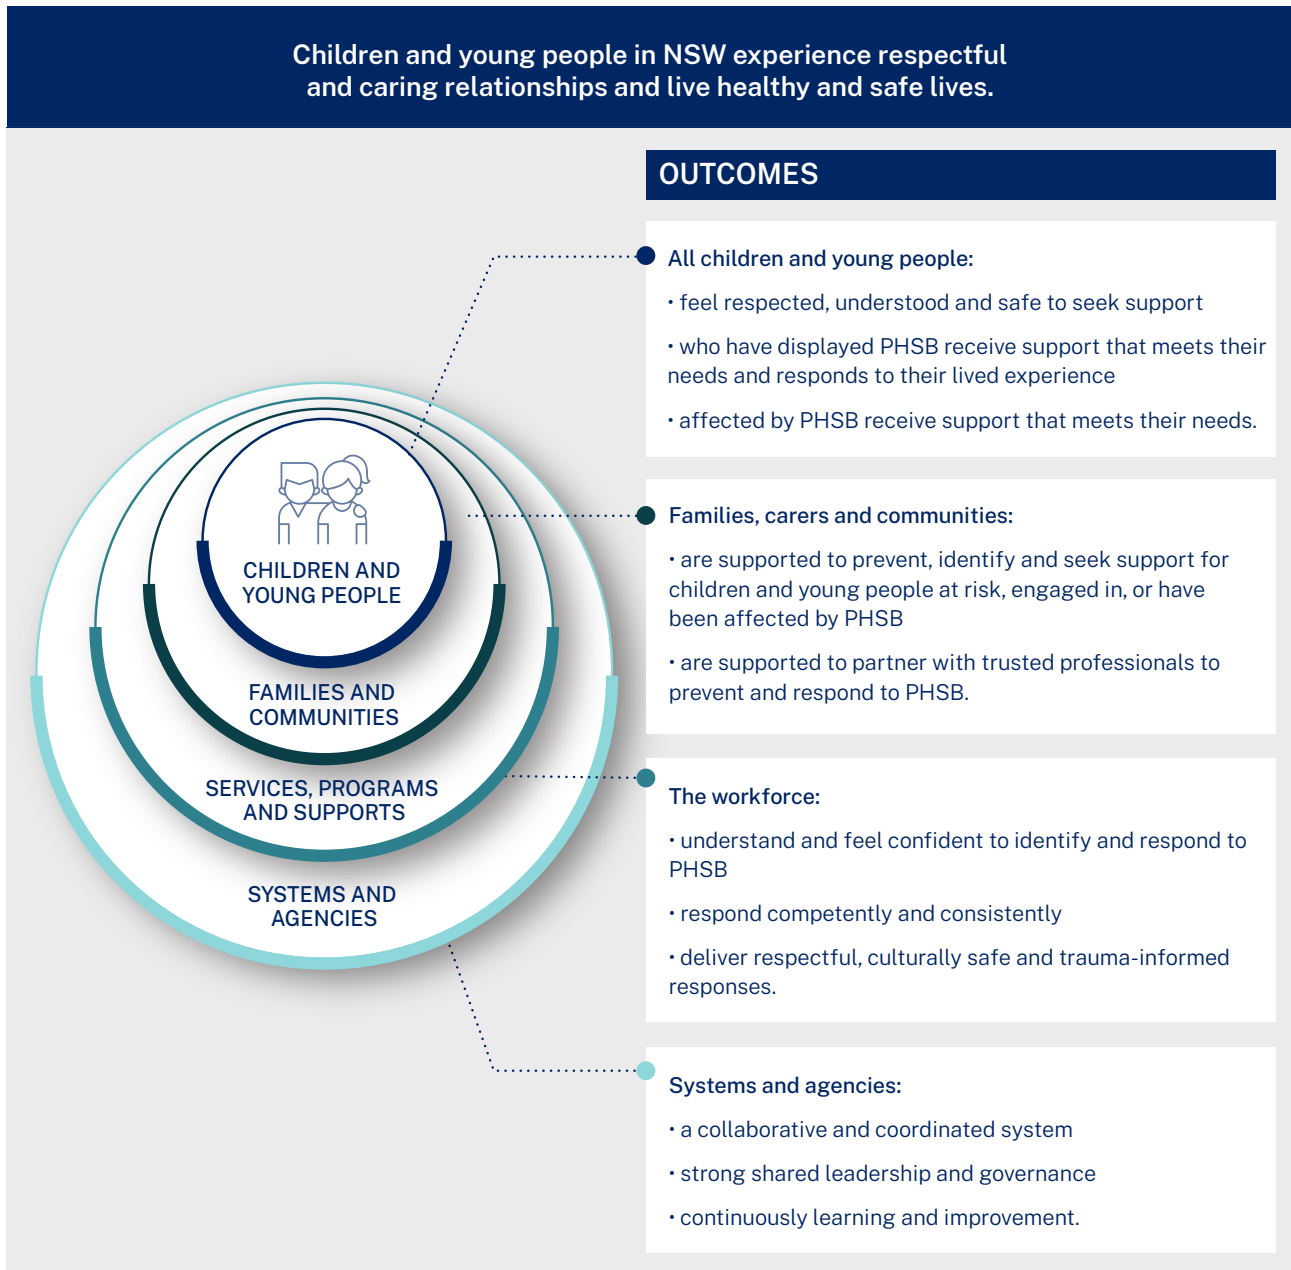 Children and young people in NSW experience respectful
and caring relationships and live healthy and safe lives.
OUTCOMES
CHILDREN AND
YOUNG PEOPLE
FAMILIES AND
COMMUNITIES
SERVICES, PROGRAMS
AND SUPPORTS
SYSTEMS AND
AGENCIES
All children and young people:
• feel respected, understood and safe to seek support
• who have displayed PHSB receive support that meets their
needs and responds to their lived experience
• affected by PHSB receive support that meets their needs.
Families, carers and communities:
• are supported to prevent, identify and seek support for
children and young people at risk, engaged in, or have
been affected by PHSB
• are supported to partner with trusted professionals to
prevent and respond to PHSB.
The workforce:
• understand and feel confident to identify and respond to
PHSB
• respond competently and consistently
• deliver respectful, culturally safe and trauma-informed
responses.
Systems and agencies:
• a collaborative and coordinated system
• strong shared leadership and governance
• continuously learning and improvement.